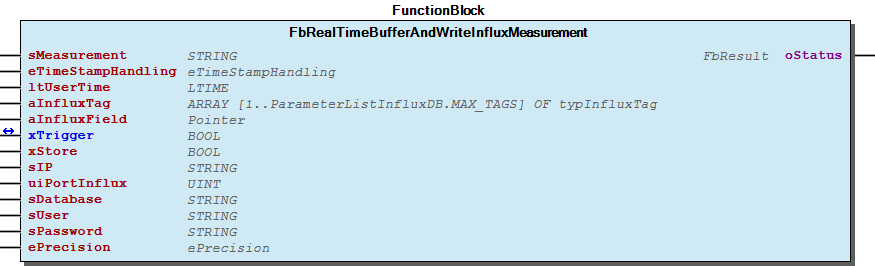 FunctionBlock
FbRealTimeBufferAndWriteInfluxMeasurement
sMeasurement STRING FbResult oStatus
eTimeStampHandling eTimeStampHandling
ltUserTime LTIME
aInfluxTag ARRAY [1..ParameterListInfluxDB.MAX_TAGS] OF typInfluxTag
aInfluxField Pointer
xTrigger BOOL
xStore BOOL
sIP STRING
uiPortInflux UINT
sDatabase STRING
sUser STRING
sPassword STRING
ePrecision ePrecision